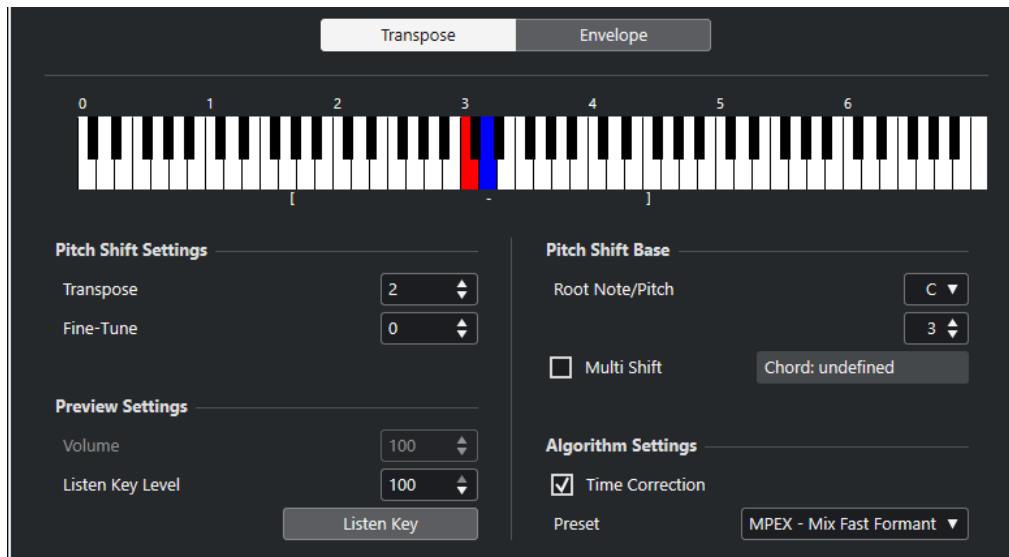 Transpose Envelope
0 1 2 3 4 5 6
[ - ]
Pitch Shift Settings
Transpose 2
Fine-Tune 0
Preview Settings
Volume 100
Listen Key Level 100
Listen Key
Pitch Shift Base
Root Note/Pitch C
3
Multi Shift Chord: undefined
Algorithm Settings
Time Correction
Preset MPEX - Mix Fast Formant